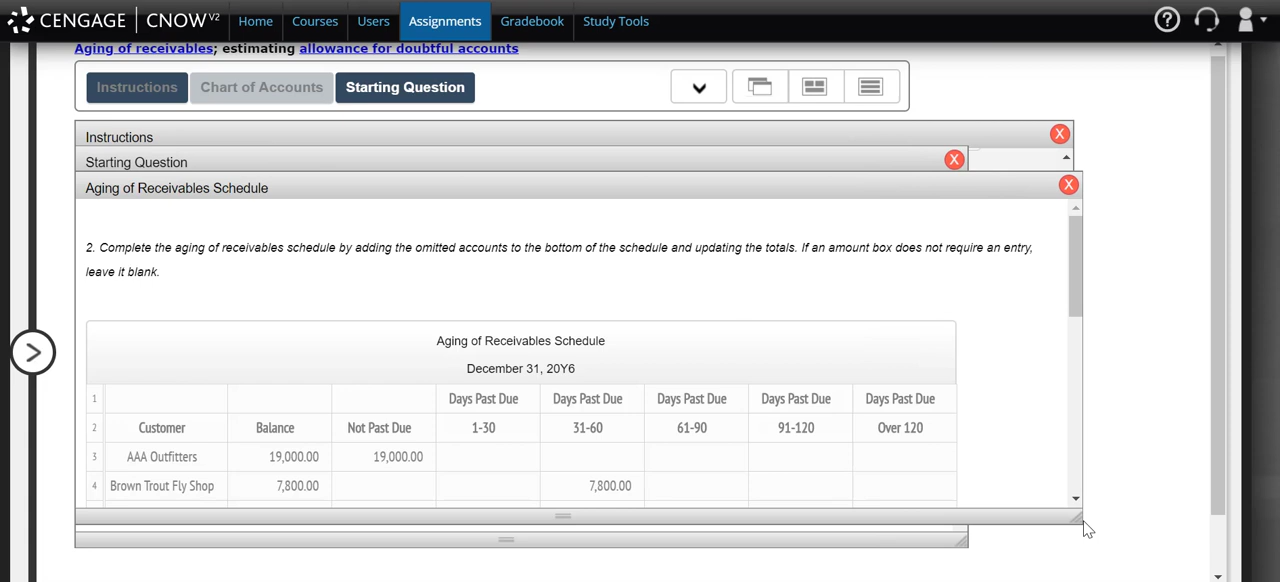 CENGAGE | CNOWV2 Home Courses Users Assignments Gradebook Study Tools
Aging of receivables; estimating allowance for doubtful accounts
Instructions Chart of Accounts Starting Question
Instructions X
Starting Question X
Aging of Receivables Schedule X
2. Complete the aging of receivables schedule by adding the omitted accounts to the bottom of the schedule and updating the totals. If an amount box does not require an entry,
leave it blank.
Aging of Receivables Schedule
December 31, 20Y6
1 Days Past Due Days Past Due Days Past Due Days Past Due Days Past Due
2 Customer Balance Not Past Due 1-30 31-60 61-90 91-120 Over 120
3 AAA Outfitters 19,000.00 19,000.00
4 Brown Trout Fly Shop 7,800.00 7,800.00